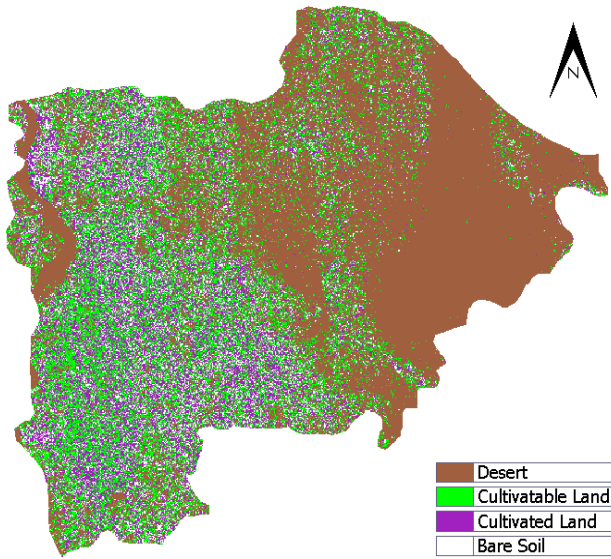 N
Desert
Cultivatable Land
Cultivated Land
Bare Soil